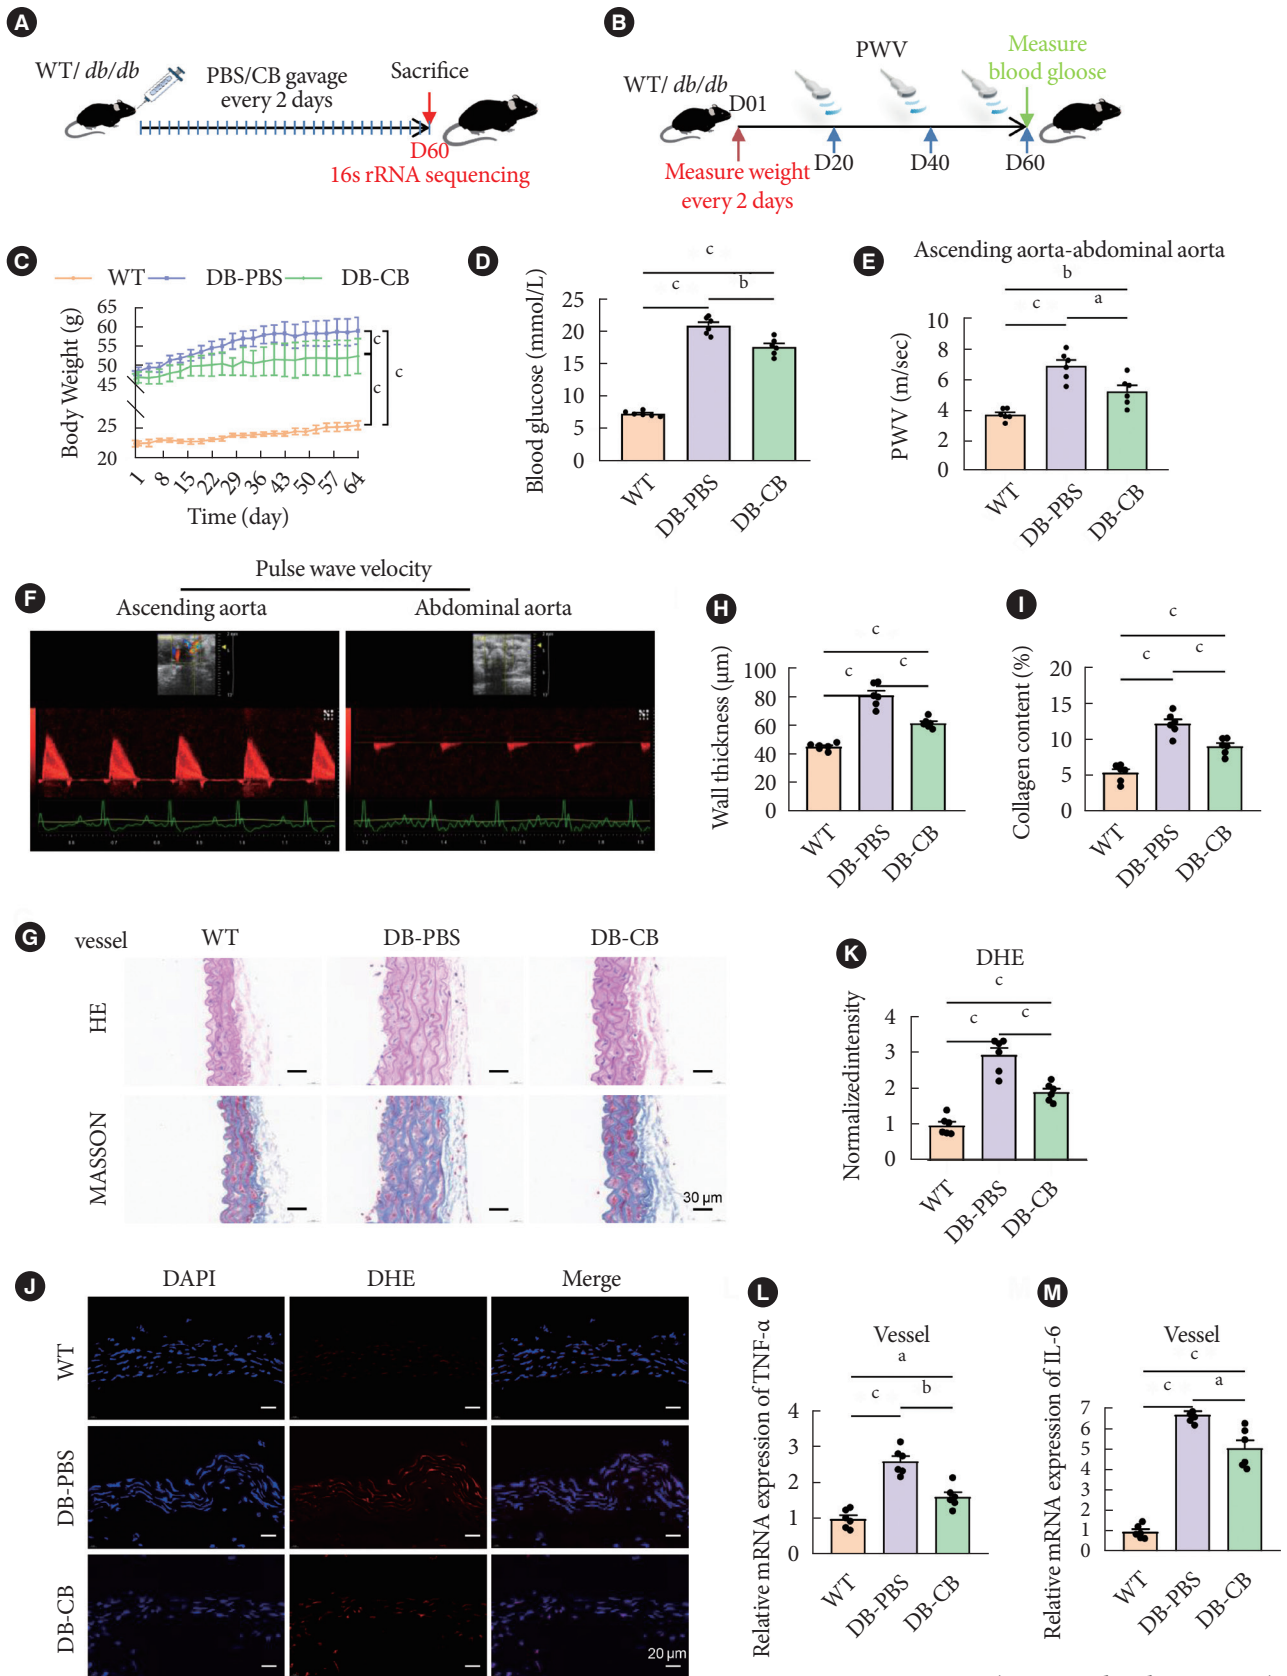 A
WT/ db/db
PBS/CB gavage
every 2 days
Sacrifice
D60
16s rRNA sequencing
B
WT/ db/db
D01
PWV
Measure
blood gloose
Measure weight
every 2 days
D20
D40
D60
C
WT
DB-PBS
DB-CB
Body Weight (g)
65
60
55
50
45
25
20
c
c
c
1
8
15
22
29
36
43
50
57
64
Time (day)
D
Blood glucose (mmol/L)
c
c
b
25
20
15
10
5
0
WT
DB-PBS
DB-CB
E
Ascending aorta-abdominal aorta
b
c
a
PWV (m/sec)
10
8
6
4
2
0
WT
DB-PBS
DB-CB
F
Pulse wave velocity
Ascending aorta
Abdominal aorta
H
Wall thickness (µm)
c
c
c
100
80
60
40
20
0
WT
DB-PBS
DB-CB
I
Collagen content (%)
c
c
c
20
15
10
5
0
WT
DB-PBS
DB-CB
G
vessel
WT
DB-PBS
DB-CB
HE
MASSON
30 µm
K
DHE
c
c
c
Normalizedintensity
4
3
2
1
0
WT
DB-PBS
DB-CB
J
DAPI
DHE
Merge
WT
DB-PBS
DB-CB
20 µm
L
Vessel
a
c
b
Relative mRNA expression of TNF-α
4
3
2
1
0
WT
DB-PBS
DB-CB
M
Vessel
c
c
a
Relative mRNA expression of IL-6
7
6
5
4
3
2
1
0
WT
DB-PBS
DB-CB